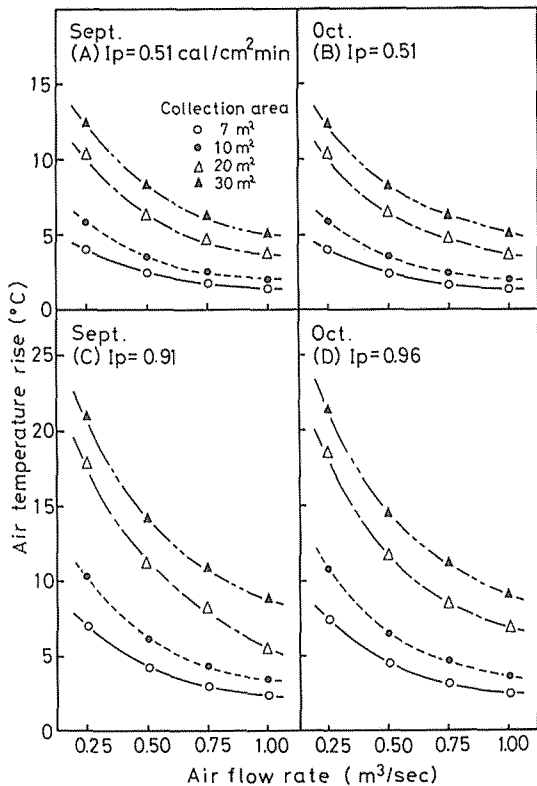 Sept.
(A) Ip=0.51 cal/cm²min
Oct.
(B) Ip=0.51
Collection area
7 m²
10 m²
20 m²
30 m²
15
10
5
0
Sept.
(C) Ip=0.91
Oct.
(D) Ip=0.96
25
20
15
10
5
0
Air temperature rise (°C)
0.25 0.50 0.75 1.00 0.25 0.50 0.75 1.00
Air flow rate (m³/sec)